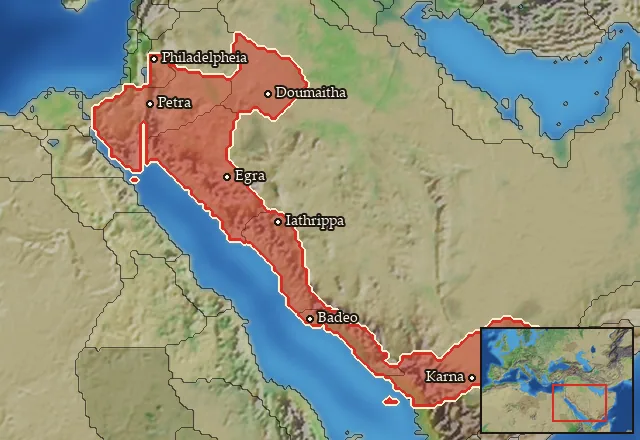 Philadelpheia
Doumaitha
Petra
Egra
Iathrippa
Badeo
Karna